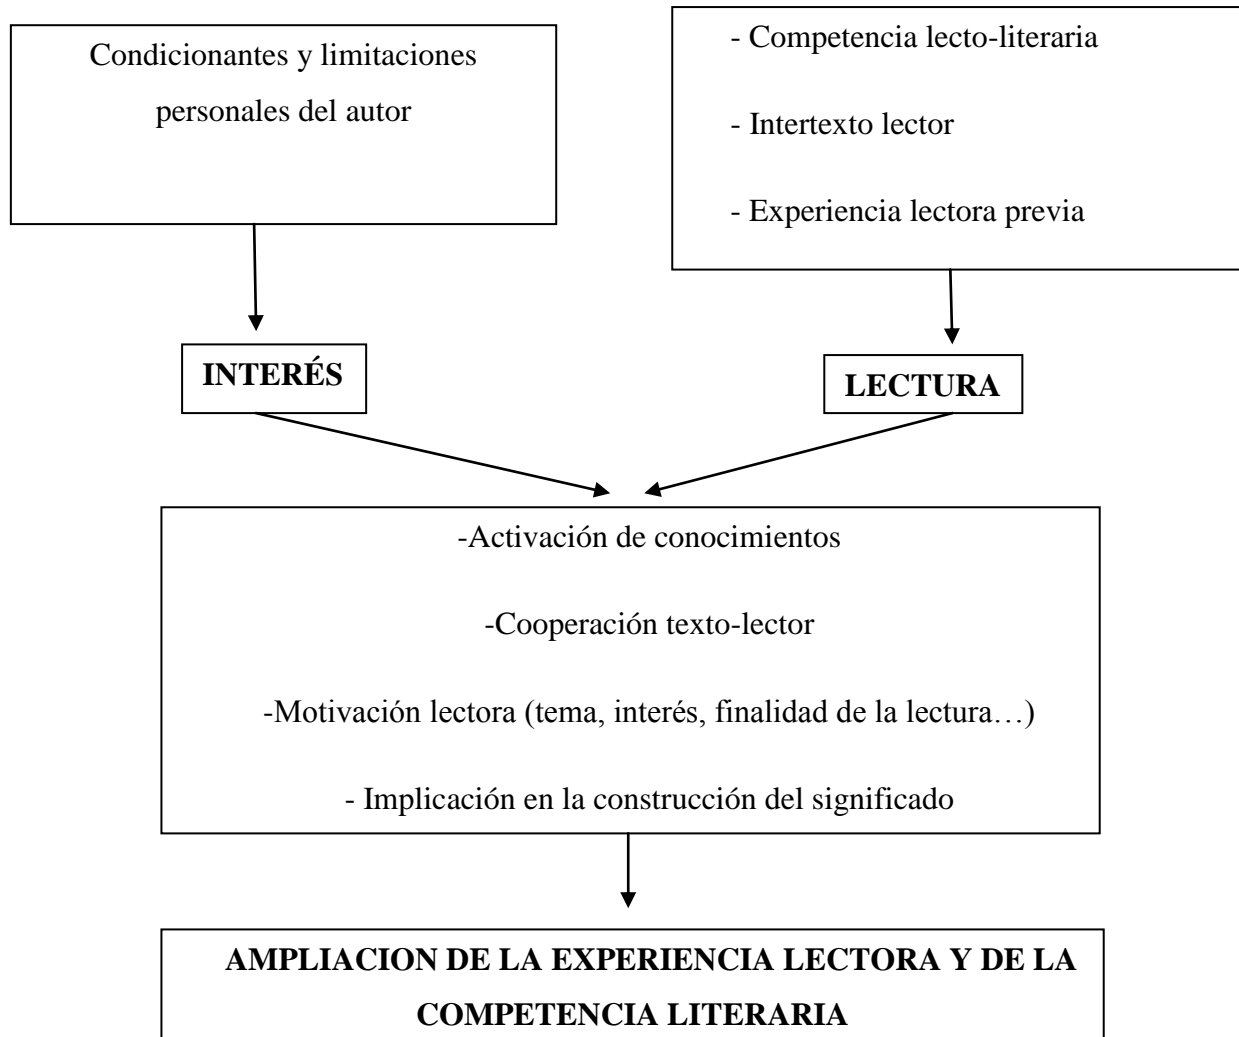 Condicionantes y limitaciones
personales del autor
- Competencia lecto-literaria
- Intertexto lector
- Experiencia lectora previa
INTERÉS
LECTURA
-Activación de conocimientos
-Cooperación texto-lector
-Motivación lectora (tema, interés, finalidad de la lectura…)
- Implicación en la construcción del significado
AMPLIACION DE LA EXPERIENCIA LECTORA Y DE LA
COMPETENCIA LITERARIA